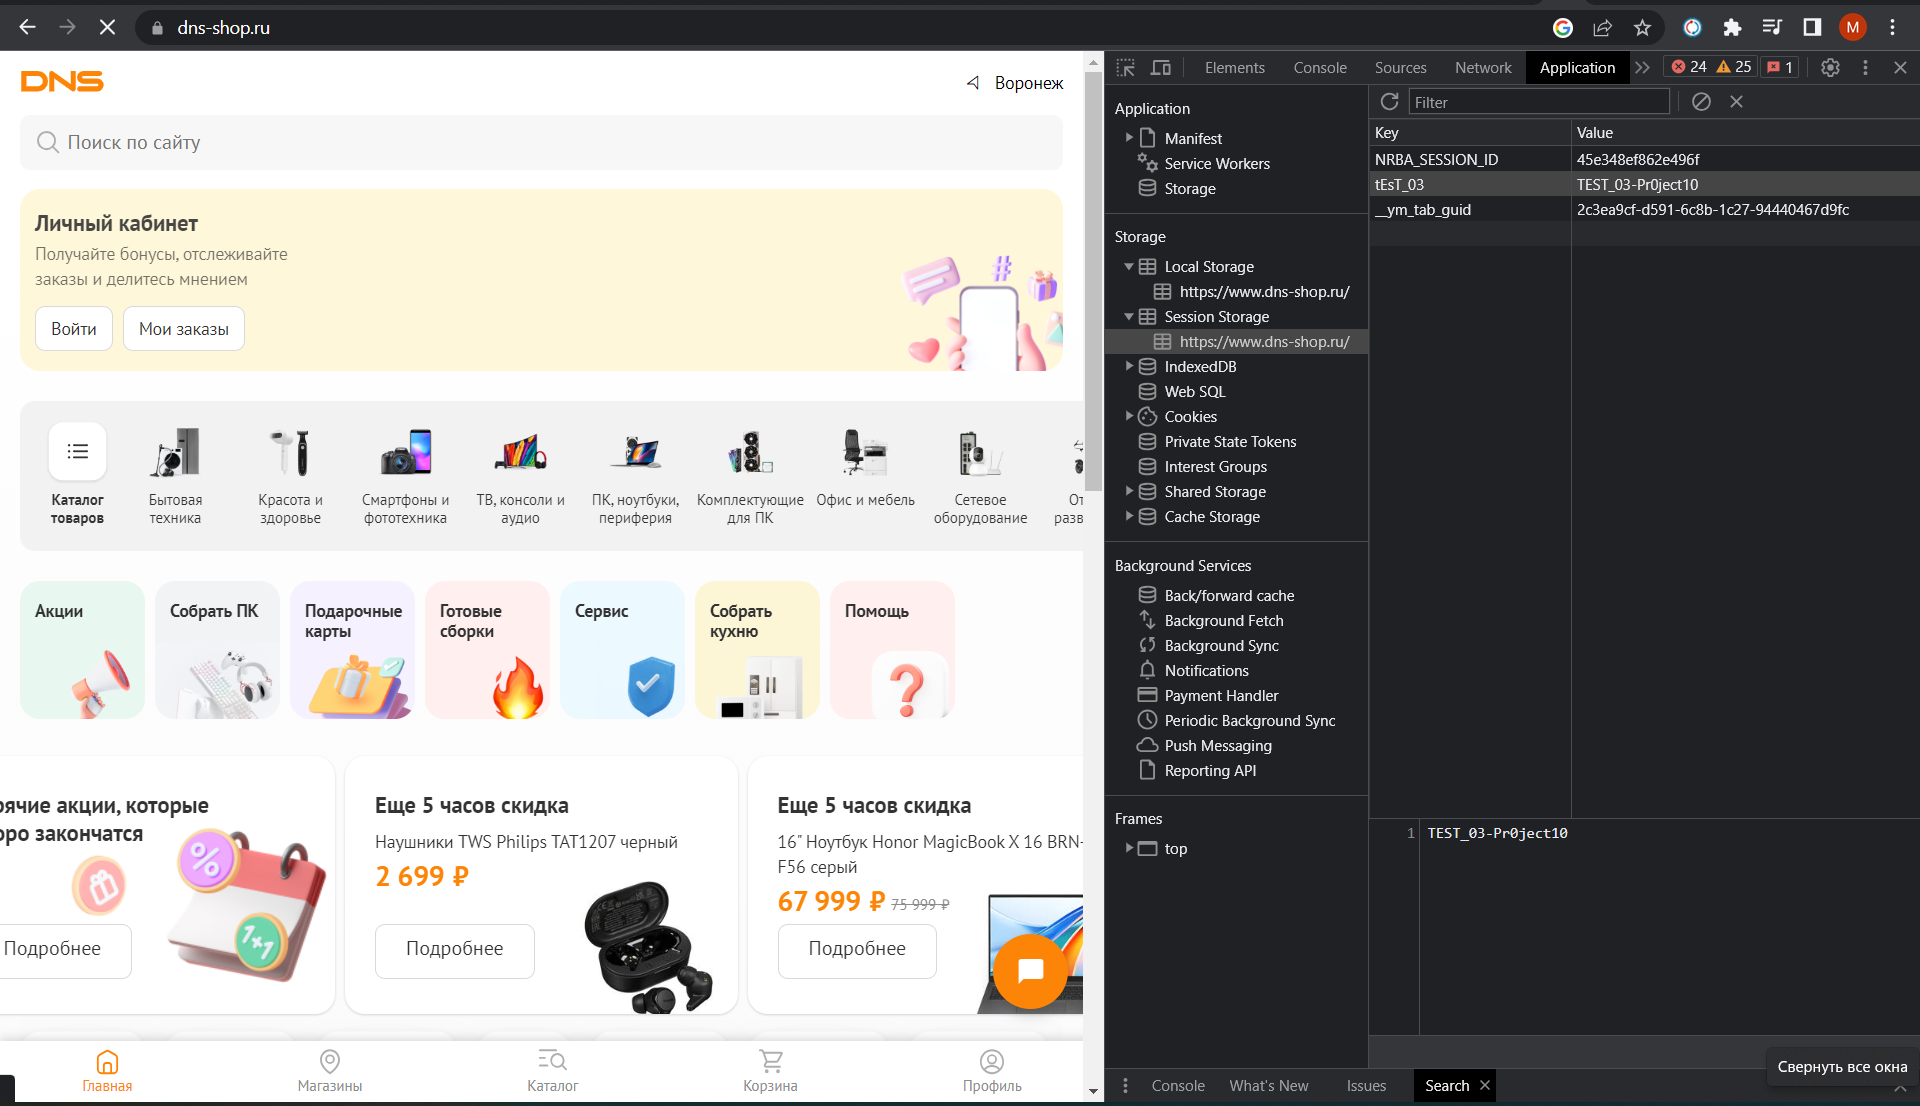 dns-shop.ru
M
DNS
Воронеж
Поиск по сайту
Личный кабинет
Получайте бонусы, отслеживайте
заказы и делитесь мнением
Войти
Мои заказы
Каталог
товаров
Бытовая
техника
Красота и
здоровье
Смартфоны и
фототехника
ТВ, консоли и
аудио
ПК, ноутбуки,
периферия
Комплектующие
для ПК
Офис и мебель
Сетевое
оборудование
От
разв
Акции
Собрать ПК
Подарочные
карты
Готовые
сборки
Сервис
Собрать
кухню
Помощь
рячие акции, которые
оро закончатся
%
1+1
Подробнее
Еще 5 часов скидка
Наушники TWS Philips TAT1207 черный
2 699 ₽
Подробнее
Еще 5 часов скидка
16" Ноутбук Honor MagicBook X 16 BRN-
F56 серый
67 999 ₽ 75 999 ₽
Подробнее
Главная
Магазины
Каталог
Корзина
Профиль
Elements
Console
Sources
Network
Application
24
25
1
Application
Manifest
Service Workers
Storage
Storage
Local Storage
https://www.dns-shop.ru/
Session Storage
https://www.dns-shop.ru/
IndexedDB
Web SQL
Cookies
Private State Tokens
Interest Groups
Shared Storage
Cache Storage
Background Services
Back/forward cache
Background Fetch
Background Sync
Notifications
Payment Handler
Periodic Background Sync
Push Messaging
Reporting API
Frames
top
Filter
Key Value
NRBA_SESSION_ID 45e348ef862e496f
tEsT_03 TEST_03-Pr0ject10
__ym_tab_guid 2c3ea9cf-d591-6c8b-1c27-94440467d9fc
1 TEST_03-Pr0ject10
Console
What's New
Issues
Search
Свернуть все окна